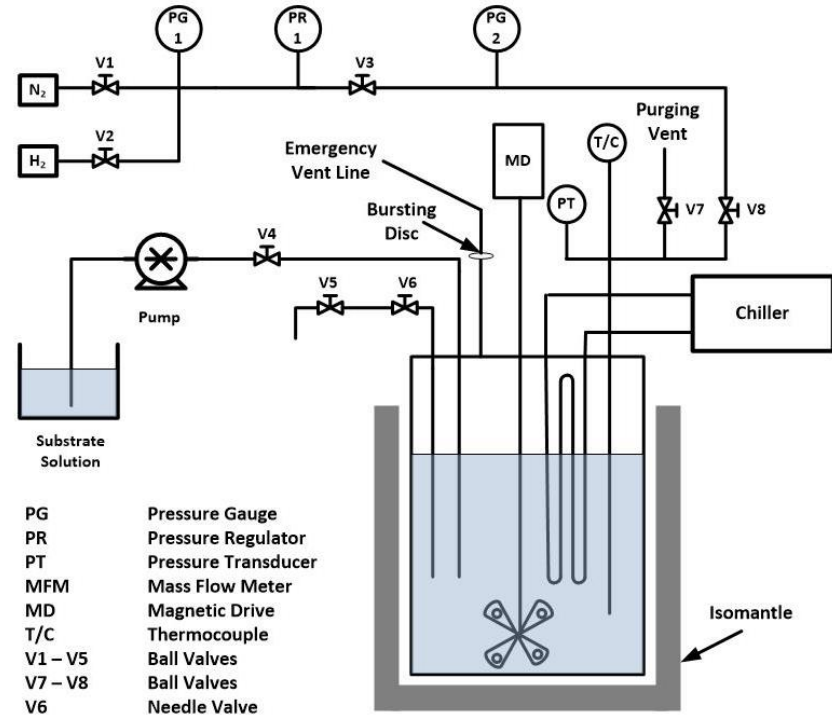 PG
1
PR
1
PG
2
V1
V3
N₂
V2
H₂
Purging
Vent
T/C
Emergency
Vent Line
MD
Bursting
Disc
PT
V7
V8
V4
V5
V6
Pump
Chiller
Substrate
Solution
PG Pressure Gauge
PR Pressure Regulator
PT Pressure Transducer
MFM Mass Flow Meter
MD Magnetic Drive
T/C Thermocouple
V1 – V5 Ball Valves
V7 – V8 Ball Valves
V6 Needle Valve
Isomantle